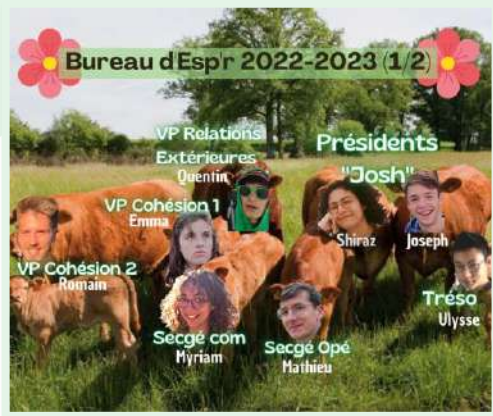 Bureau d'Esp'r 2022-2023 (1/2)
VP Relations
Extérieures
Quentin
Présidents
"Josh"
Shiraz
Joseph
VP Cohésion 1
Emma
VP Cohésion 2
Romain
Tréso
Ulysse
Secgé com
Myriam
Secgé Opé
Mathieu